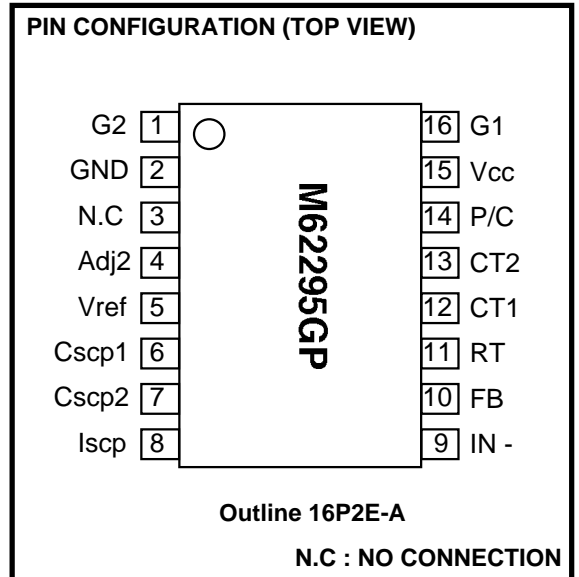 PIN CONFIGURATION (TOP VIEW)
G2 1 16 G1
GND 2 15 Vcc
N.C 3 14 P/C
Adj2 4 13 CT2
Vref 5 12 CT1
Cscp1 6 11 RT
Cscp2 7 10 FB
Iscp 8 9 IN -
M62295GP
Outline 16P2E-A
N.C : NO CONNECTION